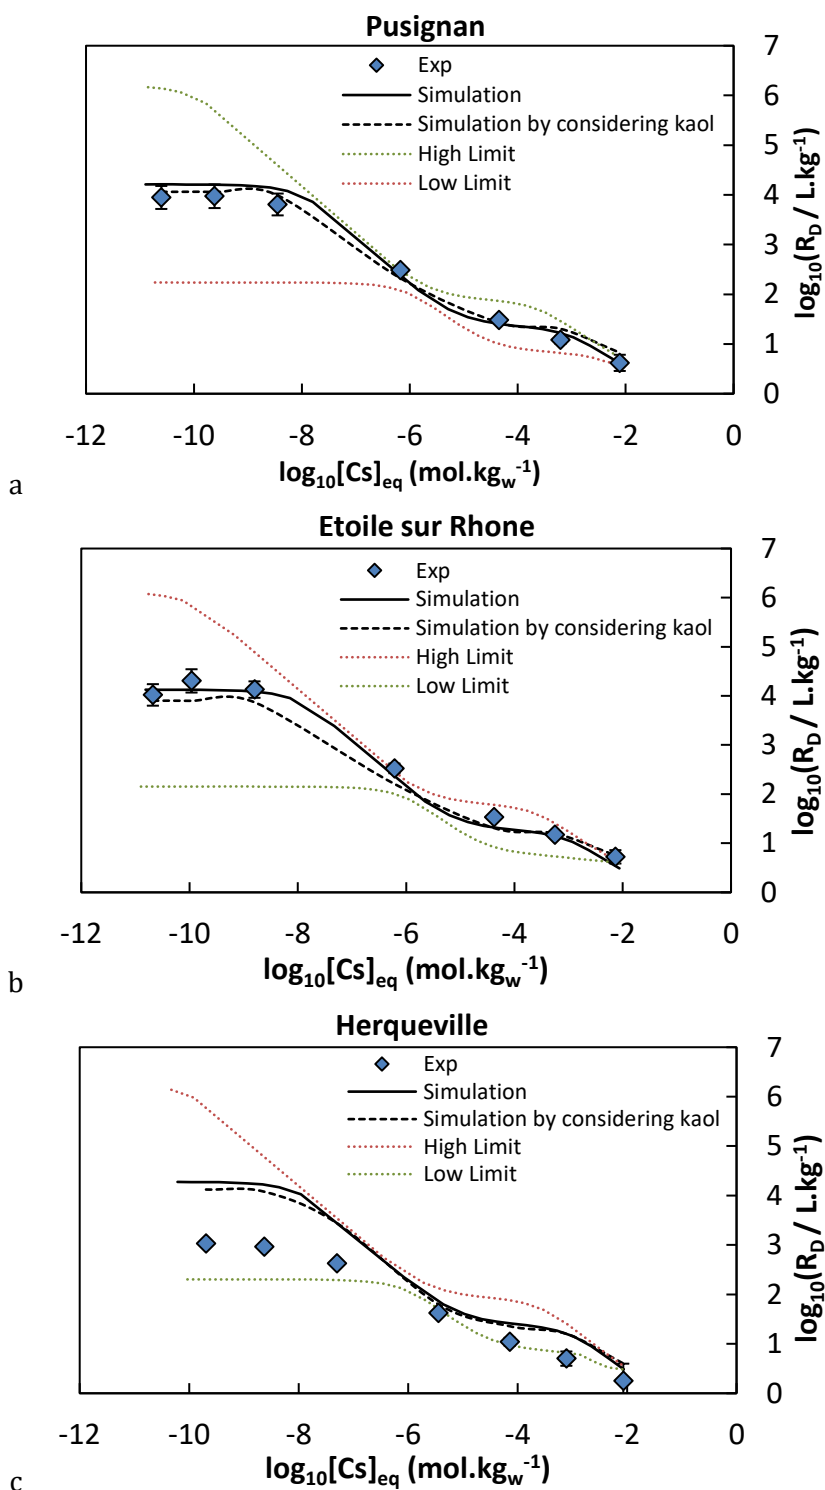 Pusignan
Exp
Simulation
Simulation by considering kaol
High Limit
Low Limit
7
6
5
4
3
2
1
0
log10(RD / L.kg-1)
-12 -10 -8 -6 -4 -2 0
log10[Cs]eq (mol.kgw-1)
a
Etoile sur Rhone
Exp
Simulation
Simulation by considering kaol
High Limit
Low Limit
7
6
5
4
3
2
1
0
log10(RD / L.kg-1)
-12 -10 -8 -6 -4 -2 0
log10[Cs]eq (mol.kgw-1)
b
Herqueville
Exp
Simulation
Simulation by considering kaol
High Limit
Low Limit
7
6
5
4
3
2
1
0
log10(RD / L.kg-1)
-12 -10 -8 -6 -4 -2 0
log10[Cs]eq (mol.kgw-1)
c